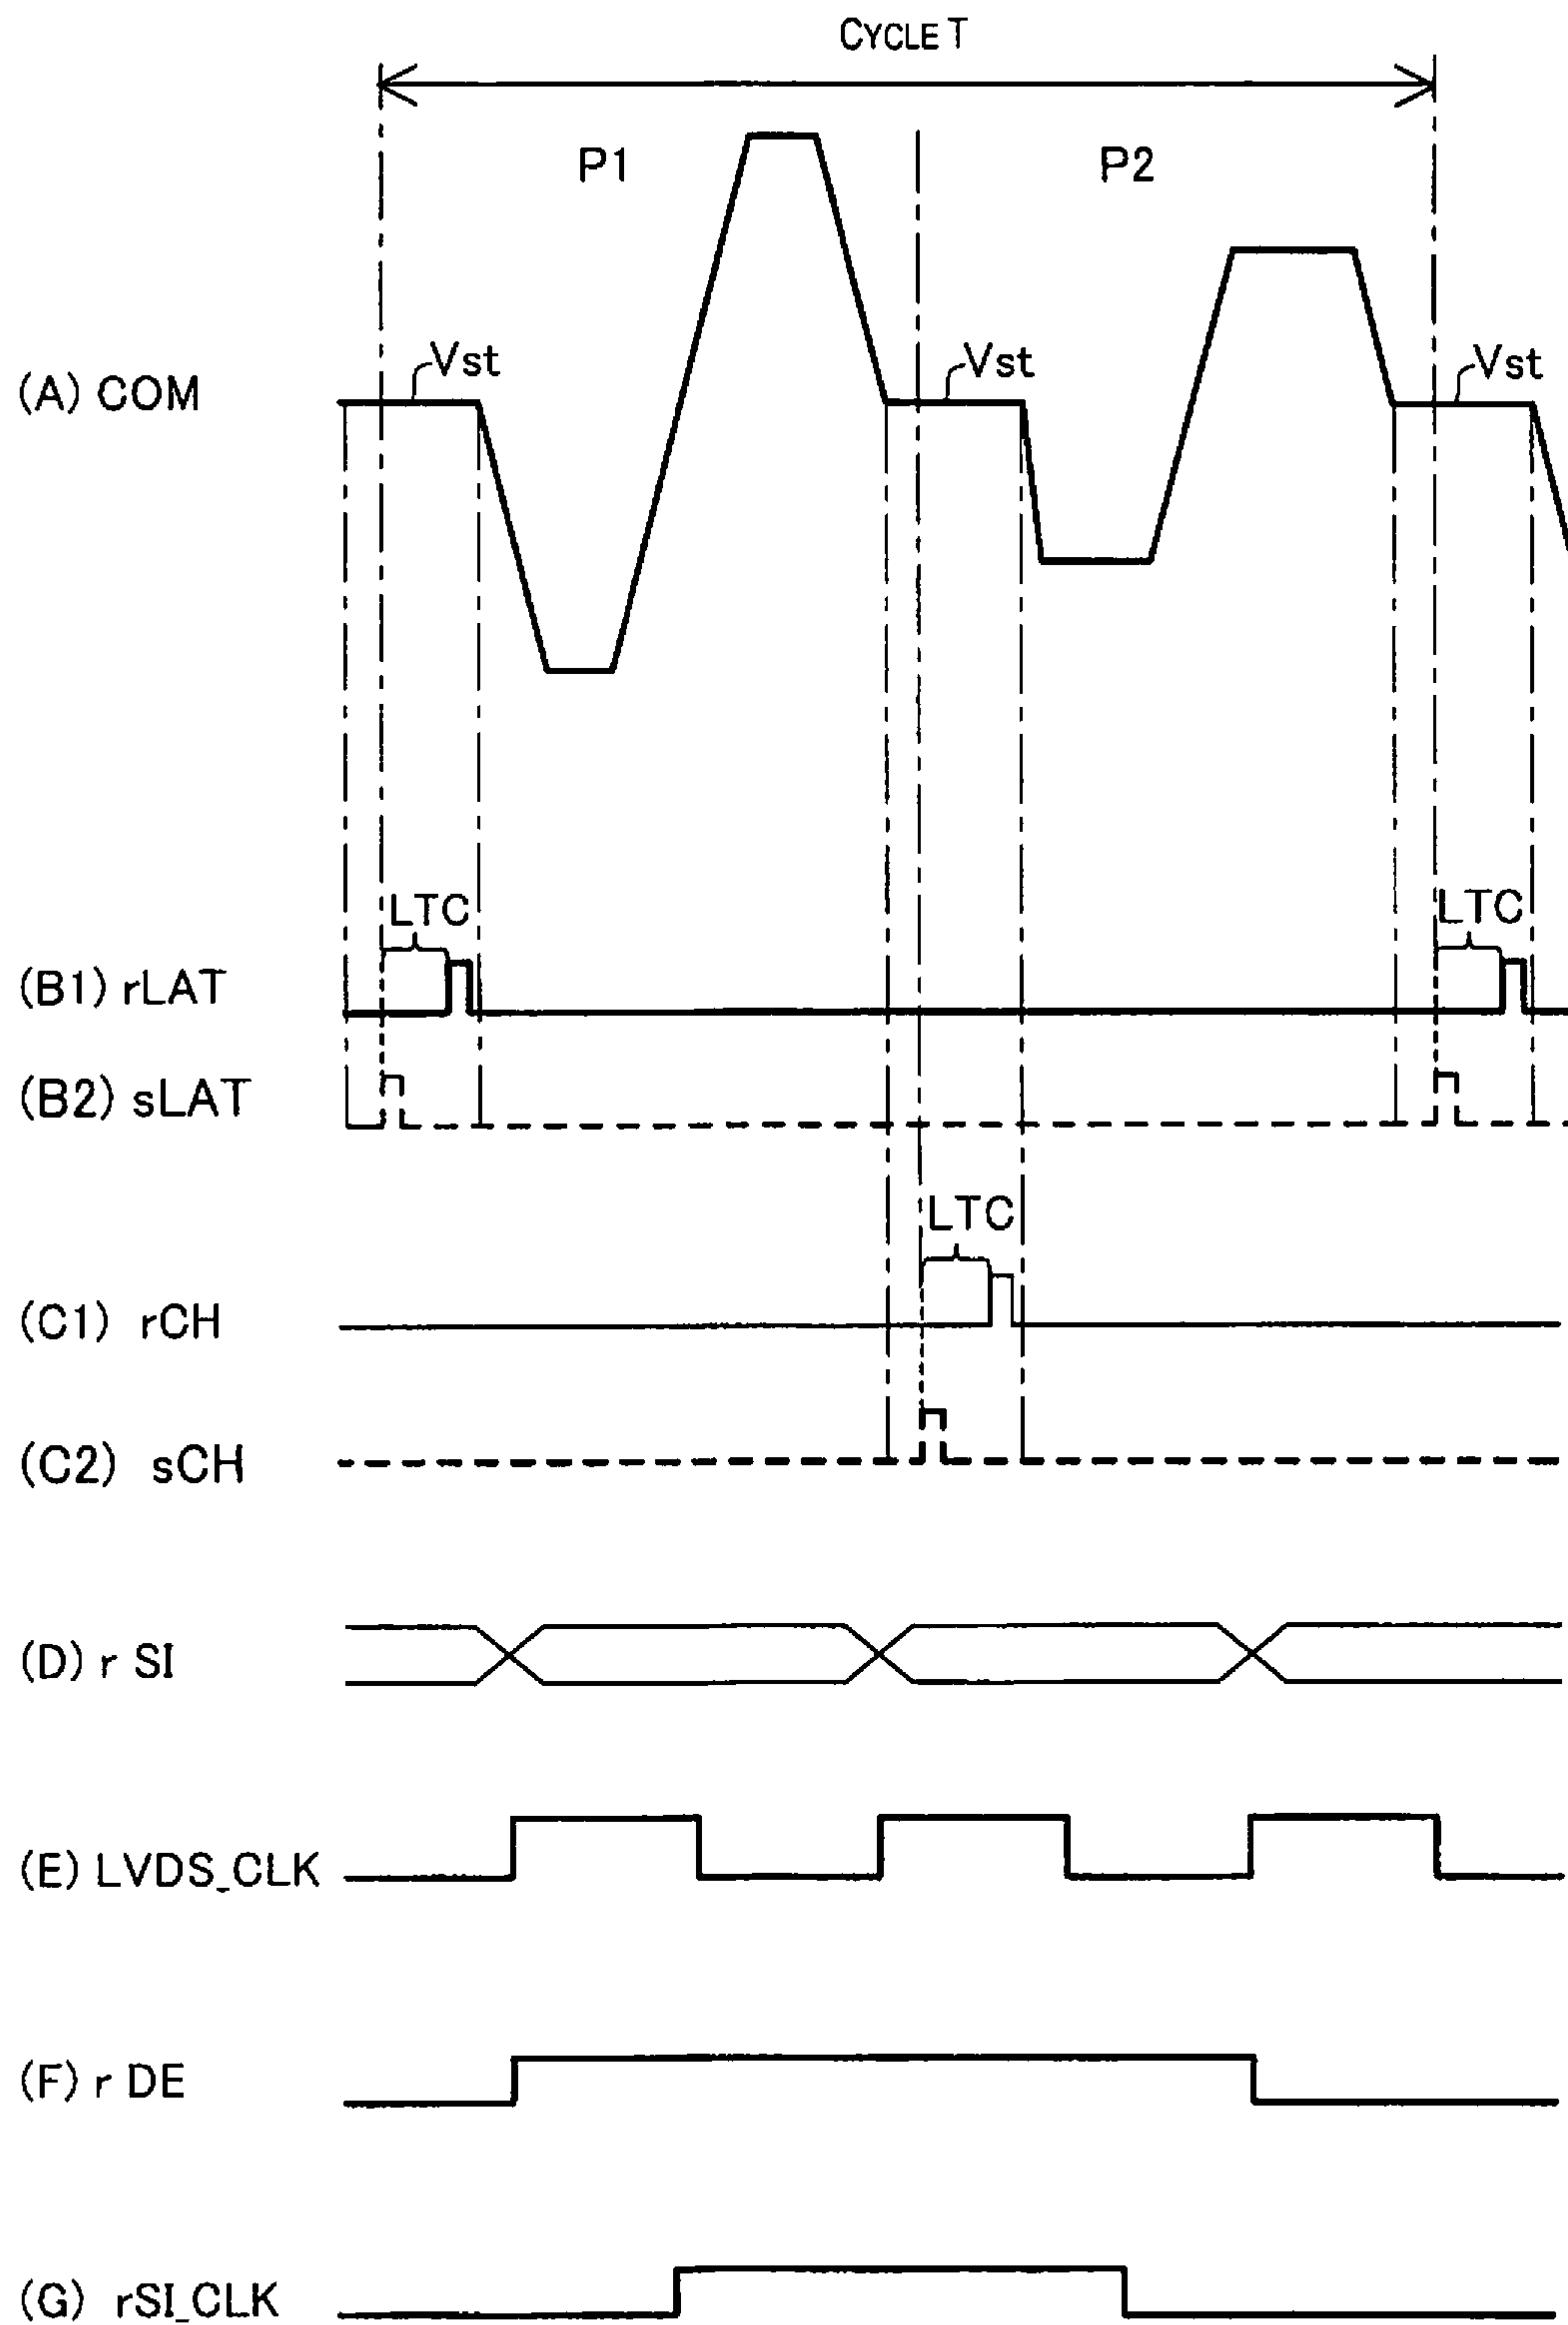 CYCLE T
P1
P2
Vst
Vst
Vst
(A) COM
LTC
LTC
(B1) rLAT
(B2) sLAT
LTC
(C1) rCH
(C2) sCH
(D) r SI
(E) LVDS_CLK
(F) r DE
(G) rSI_CLK